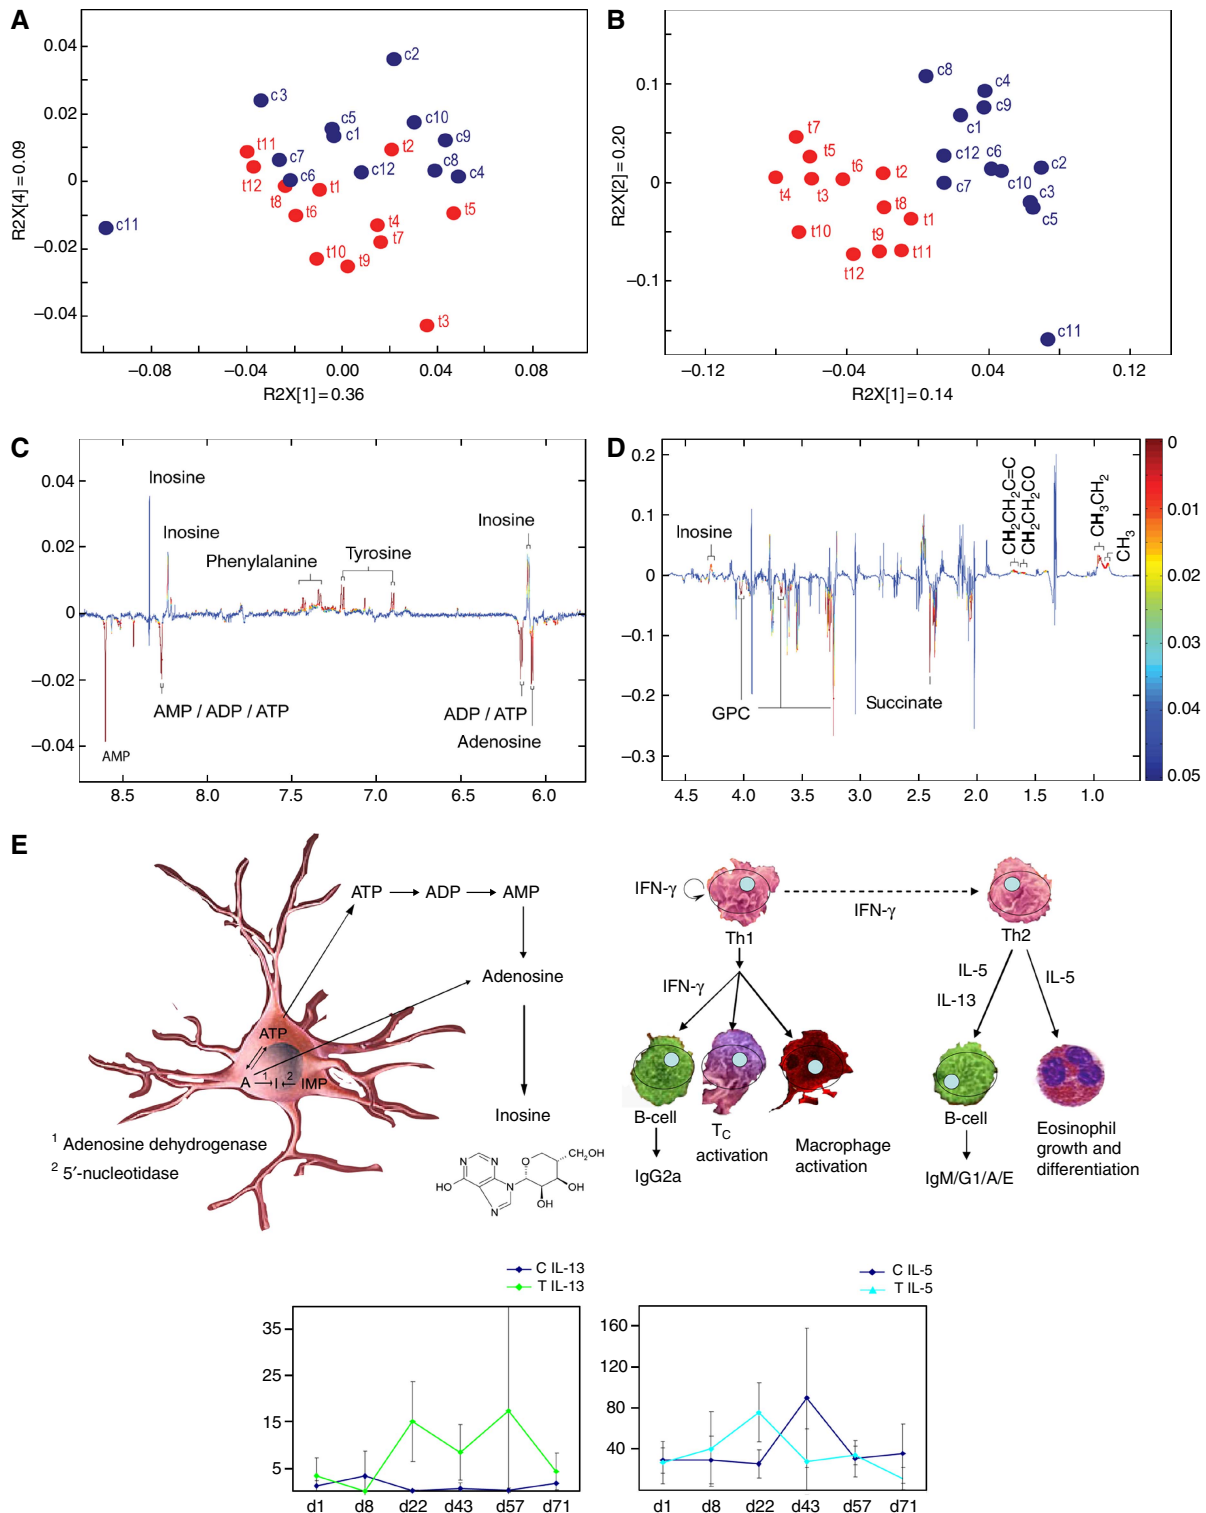 A
0.04
0.02
0
−0.02
−0.04
R2X[4] = 0.09
c2
c3
c5
c1
c10
c9
t11
c7
t2
t12
c6
c12
c8
c4
t8
t1
t6
t4
t5
c11
t7
t10
t9
t3
−0.08
−0.04
0.00
0.04
0.08
R2X[1] = 0.36
B
0.1
0
−0.1
R2X[2] = 0.20
c8
c4
c9
c1
t7
t5
c12
c6
c2
t6
t2
t4
t3
c7
c10
c3
t8
t1
c5
t10
t9
t12
t11
c11
−0.12
−0.04
0.04
0.12
R2X[1] = 0.14
C
0.04
0.02
0
−0.02
−0.04
Inosine
Inosine
Inosine
Phenylalanine
Tyrosine
AMP / ADP / ATP
ADP / ATP
Adenosine
AMP
8.5
8.0
7.5
7.0
6.5
6.0
D
0.2
0.1
0
−0.1
−0.2
−0.3
Inosine
CH2CH2C=C
CH2CH2CO
CH3CH2
CH3
GPC
Succinate
4.5
4.0
3.5
3.0
2.5
2.0
1.5
1.0
0
0.01
0.02
0.03
0.04
0.05
E
ATP
ADP
AMP
Adenosine
ATP
A
1
I
2
IMP
Inosine
1 Adenosine dehydrogenase
2 5′-nucleotidase
N
N
N
N
HO
O
CH2OH
OH
OH
IFN-γ
IFN-γ
Th1
Th2
IFN-γ
IL-5
IL-13
IL-5
B-cell
TC
activation
Macrophage
activation
IgG2a
B-cell
IgM/G1/A/E
Eosinophil
growth and
differentiation
C IL-13
T IL-13
35
25
15
5
d1
d8
d22
d43
d57
d71
C IL-5
T IL-5
160
120
80
40
d1
d8
d22
d43
d57
d71